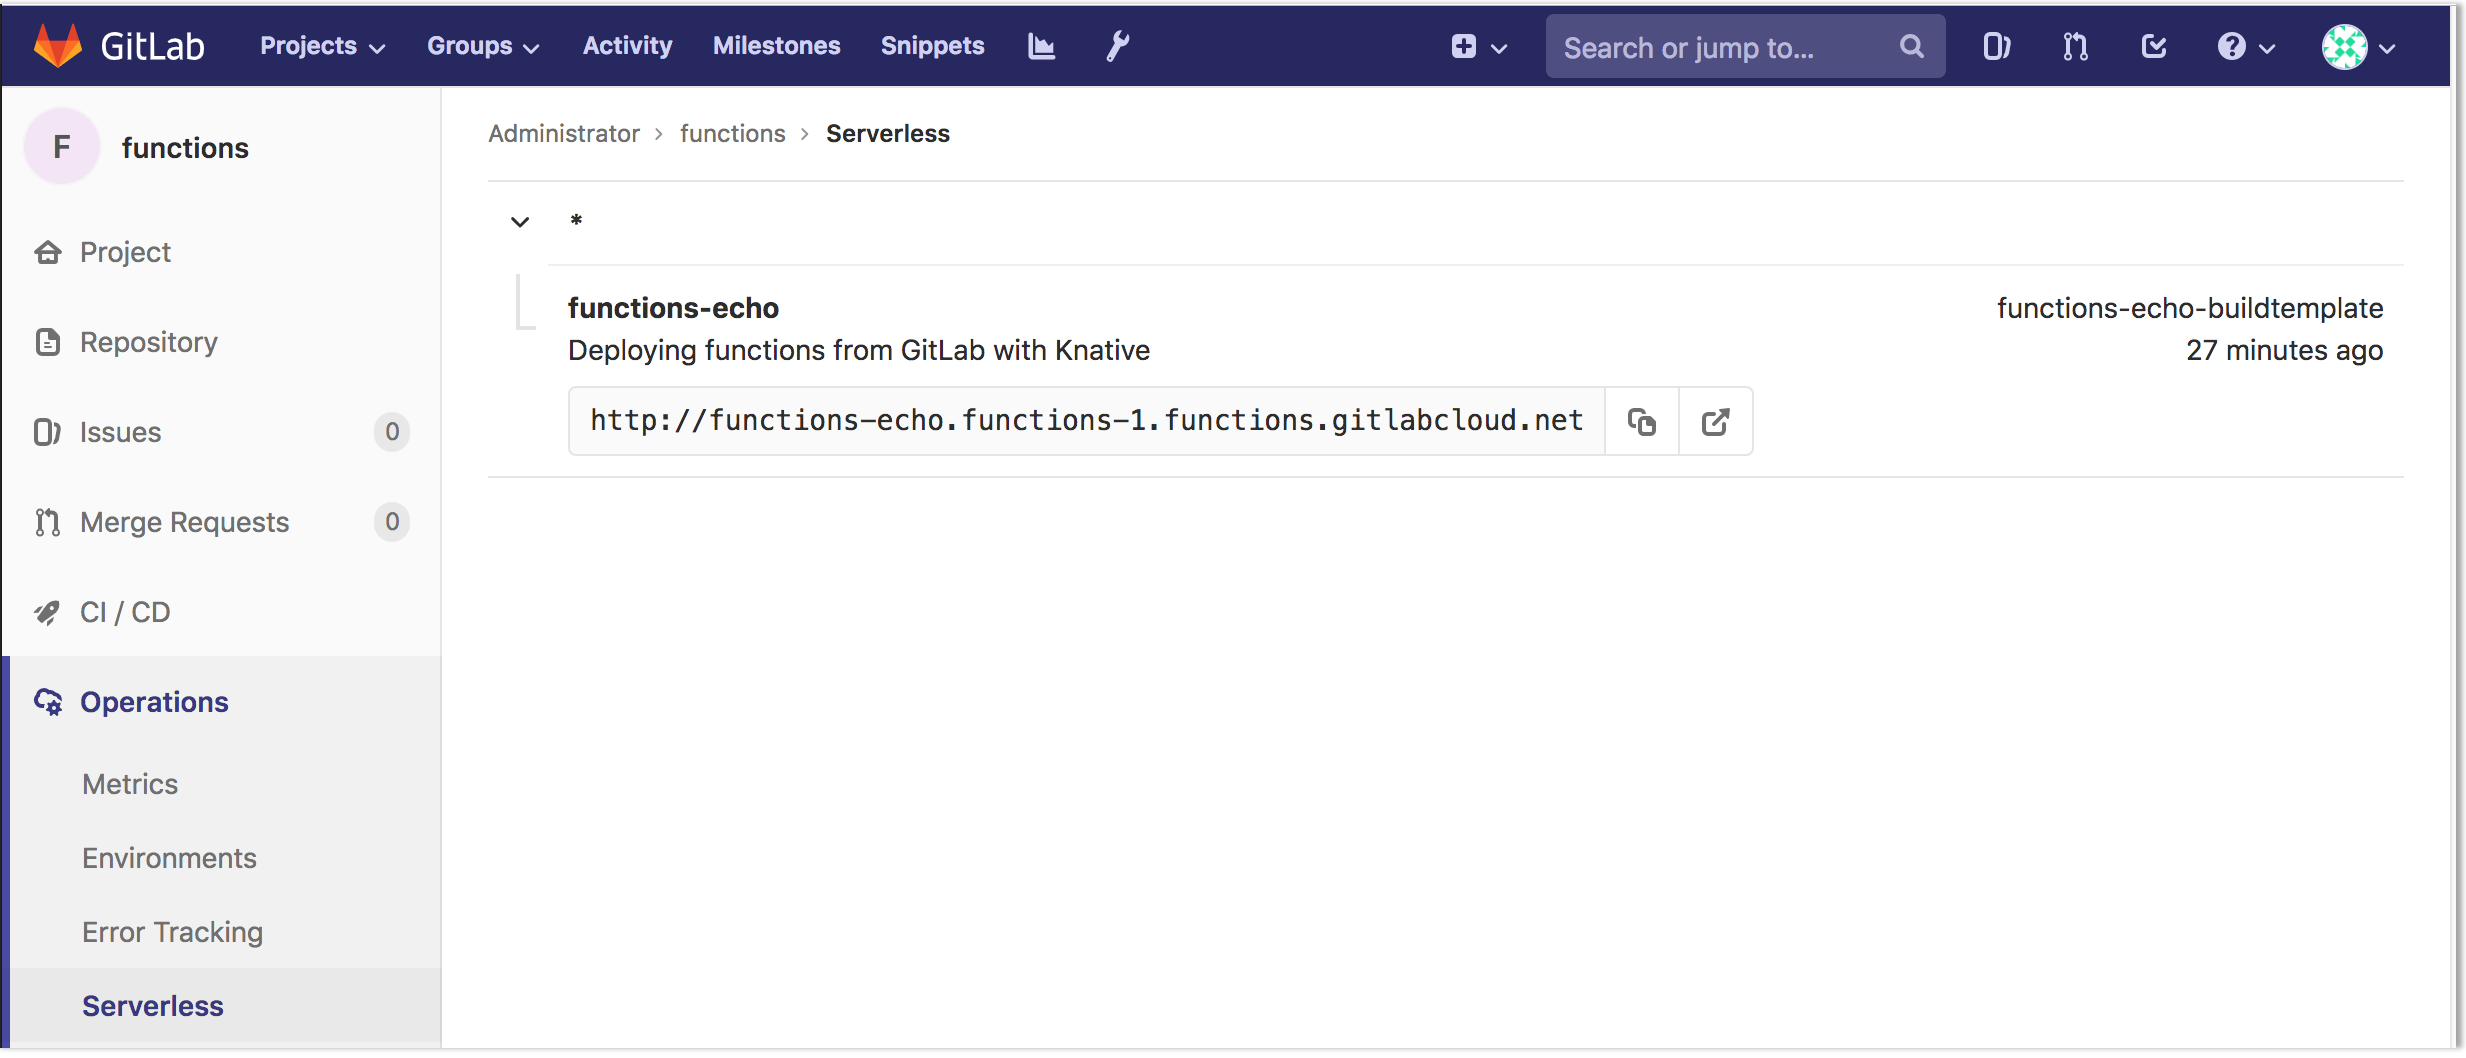 GitLab Projects Groups Activity Milestones Snippets Search or jump to...
F functions
Project
Repository
Issues 0
Merge Requests 0
CI / CD
Operations
Metrics
Environments
Error Tracking
Serverless
Administrator > functions > Serverless
*
functions-echo functions-echo-buildtemplate
Deploying functions from GitLab with Knative 27 minutes ago
http://functions-echo.functions-1.functions.gitlabcloud.net